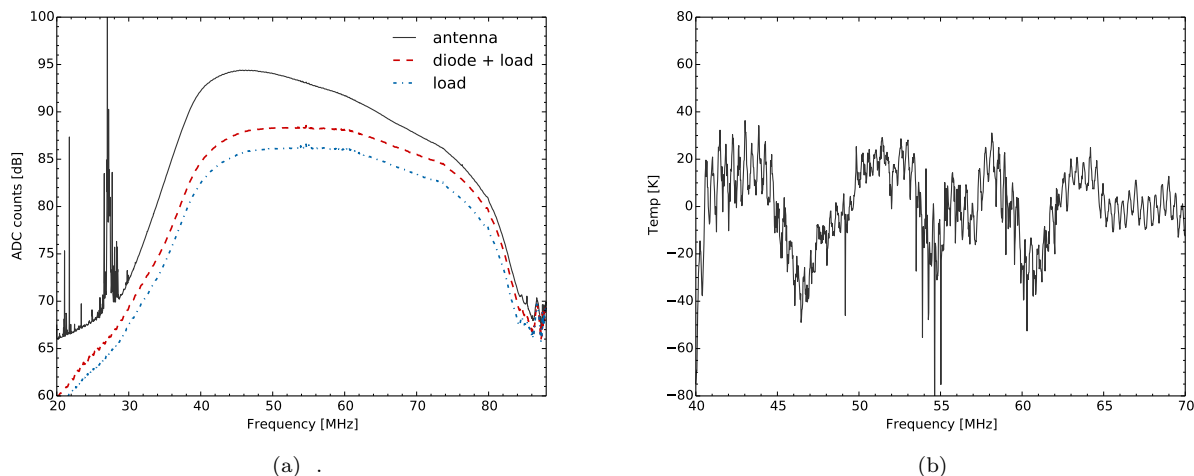 100
95
90
85
80
75
70
65
60
20 30 40 50 60 70 80
ADC counts [dB]
Frequency [MHz]
antenna
diode + load
load
(a) .
80
60
40
20
0
−20
−40
−60
−80
40 45 50 55 60 65 70
Temp [K]
Frequency [MHz]
(b)